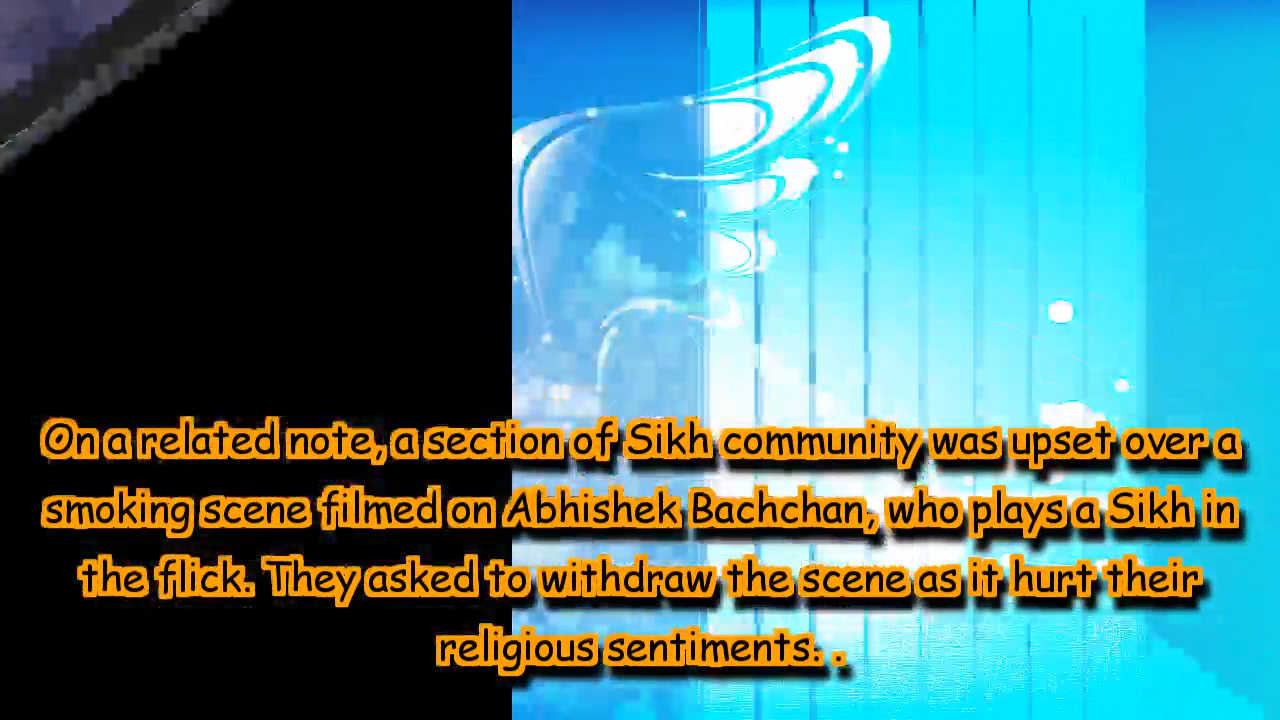 On a related note, a section of Sikh community was upset over a
smoking scene filmed on Abhishek Bachchan, who plays a Sikh in
the flick. They asked to withdraw the scene as it hurt their
religious sentiments. .